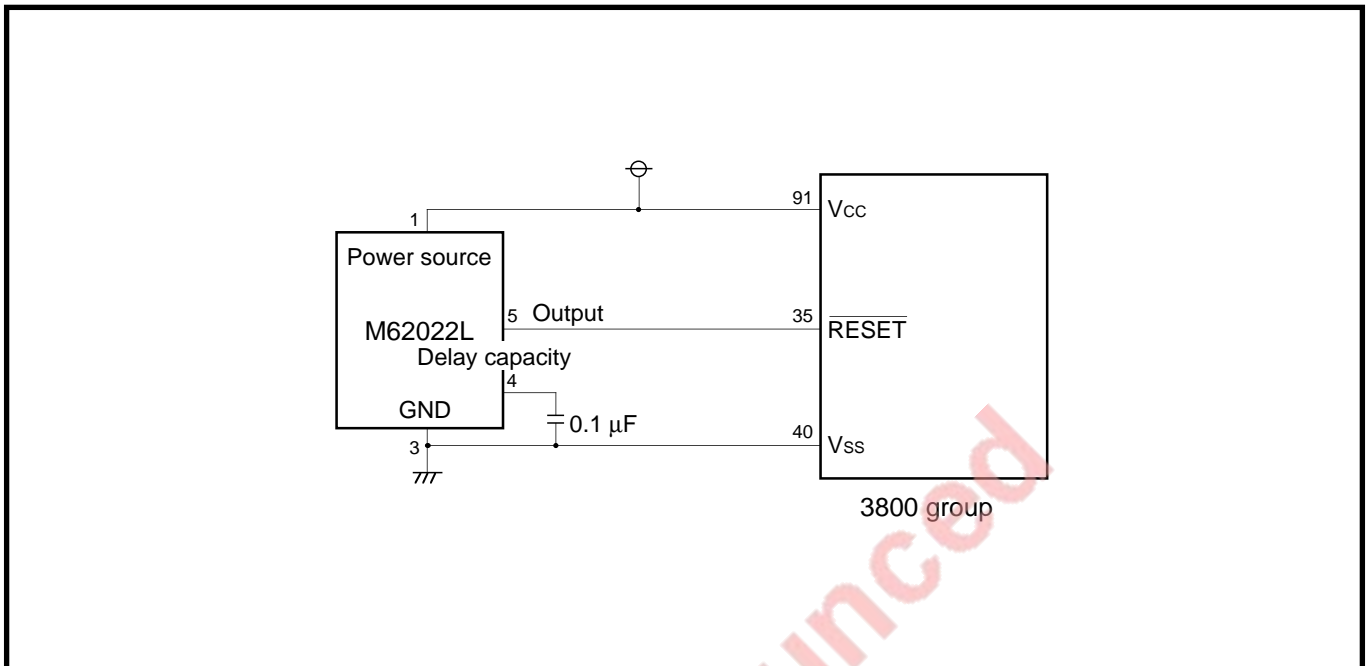 1
91
VCC
Power source
5 Output
35
RESET
M62022L
Delay capacity
4
GND
0.1 μF
3
40
VSS
3800 group
unced